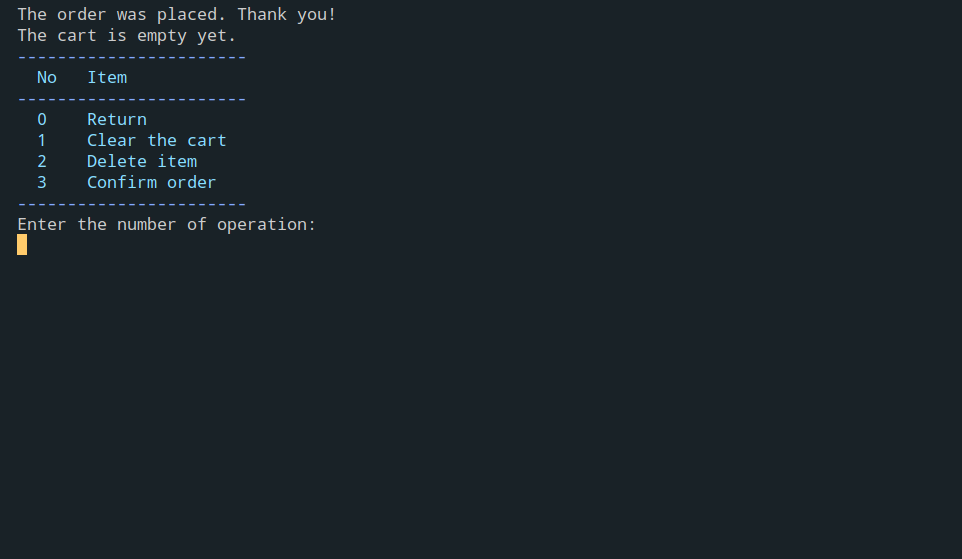 The order was placed. Thank you!
The cart is empty yet.
-----------------------
  No   Item
-----------------------
  0    Return
  1    Clear the cart
  2    Delete item
  3    Confirm order
-----------------------
Enter the number of operation: